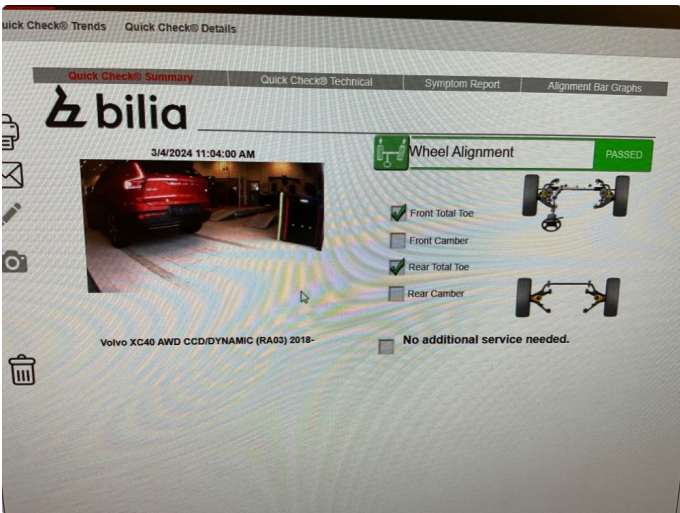 uick Check® Trends Quick Check® Details
Quick Check® Summary Quick Check® Technical Symptom Report Alignment Bar Graphs
bilia
3/4/2024 11:04:00 AM
Wheel Alignment PASSED
Front Total Toe
Front Camber
Rear Total Toe
Rear Camber
Volvo XC40 AWD CCD/DYNAMIC (RA03) 2018-
No additional service needed.